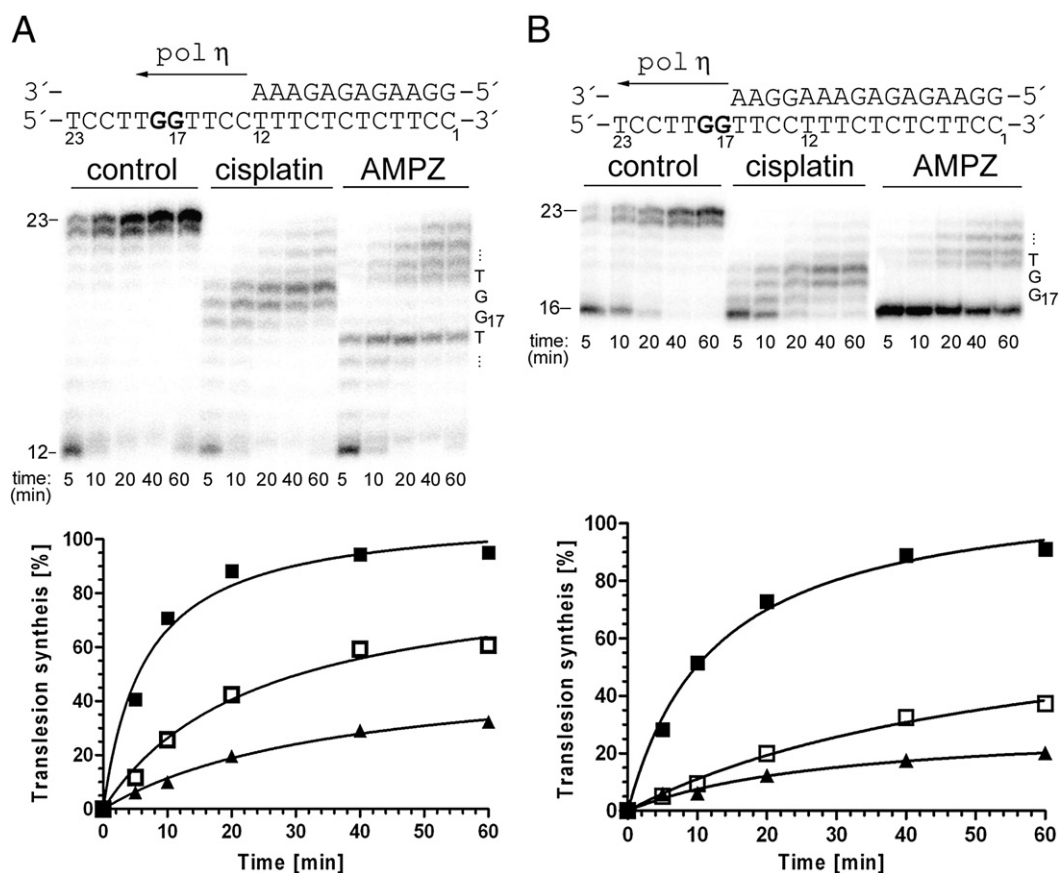 A
pol η
3´- AAAGAGAGAAGG-5´
5´-TCCTTGGTTCCTTTCTCTCTTCC-3´
23 17 12 1
control cisplatin AMPZ
23–
⋮
T
G
G17
T
⋮
12–
time: 5 10 20 40 60 5 10 20 40 60 5 10 20 40 60
(min)
Translesion syntheis [%]
100
80
60
40
20
0
0 10 20 30 40 50 60
Time [min]
B
pol η
3´- AAGGAAAGAGAGAAGG-5´
5´-TCCTTGGTTCCTTTCTCTCTTCC-3´
23 17 12 1
control cisplatin AMPZ
23–
⋮
T
G
G17
16–
time: 5 10 20 40 60 5 10 20 40 60 5 10 20 40 60
(min)
Translesion syntheis [%]
100
80
60
40
20
0
0 10 20 30 40 50 60
Time [min]